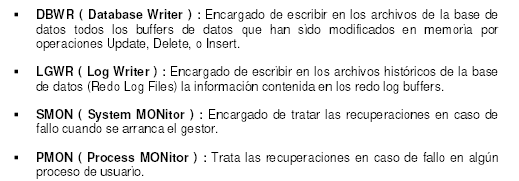 ▪ DBWR ( Database Writer ) : Encargado de escribir en los archivos de la base de
datos todos los buffers de datos que han sido modificados en memoria por
operaciones Update, Delete, o Insert.
▪ LGWR ( Log Writer ) : Encargado de escribir en los archivos históricos de la base
de datos (Redo Log Files) la información contenida en los redo log buffers.
▪ SMON ( System MONitor ) : Encargado de tratar las recuperaciones en caso de
fallo cuando se arranca el gestor.
▪ PMON ( Process MONitor ) : Trata las recuperaciones en caso de fallo en algún
proceso de usuario.